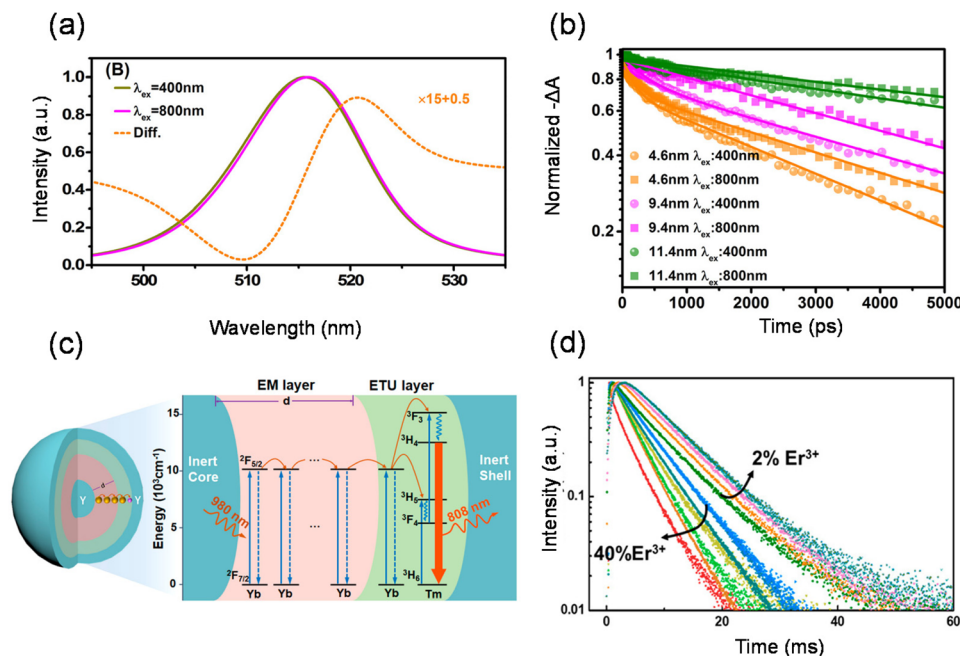 (a)
(B)
λex=400nm
λex=800nm
Diff.
×15+0.5
Intensity (a.u.)
1.0
0.8
0.6
0.4
0.2
0.0
500
510
520
530
Wavelength (nm)
(b)
Normalized -ΔA
1
0.8
0.6
0.4
0.2
4.6nm λex:400nm
4.6nm λex:800nm
9.4nm λex:400nm
9.4nm λex:800nm
11.4nm λex:400nm
11.4nm λex:800nm
0
1000
2000
3000
4000
5000
Time (ps)
(c)
EM layer
ETU layer
d
Energy (10³cm⁻¹)
15
10
5
0
Inert
Core
Inert
Shell
²F₅/₂
...
...
²F₇/₂
³F₃
³H₄
³H₅
³F₄
³H₆
980 nm
808 nm
Yb
Yb
Yb
Yb
Tm
Y
d
Y
(d)
Intensity (a.u.)
1
0.1
0.01
2% Er³⁺
40%Er³⁺
0
20
40
60
Time (ms)